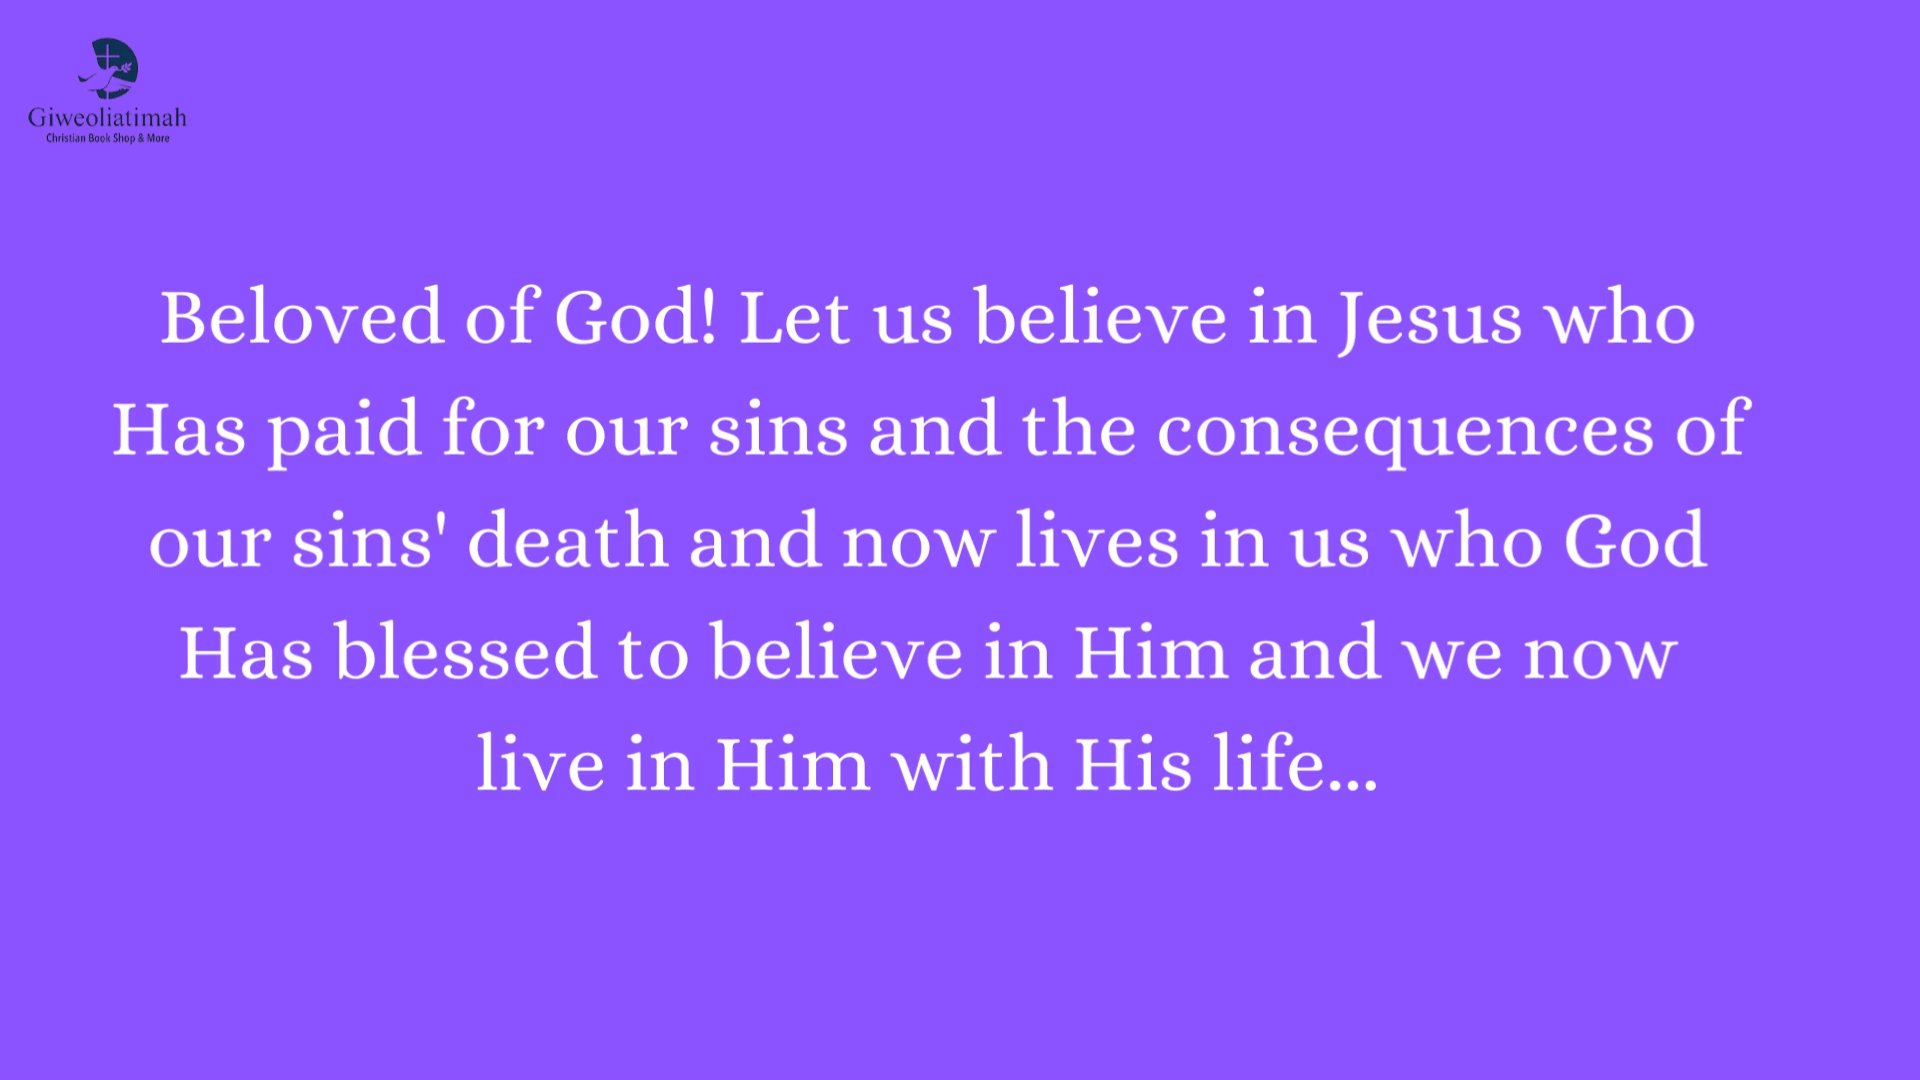 Giweoliatimah
Christian Book Shop & More
Beloved of God! Let us believe in Jesus who
Has paid for our sins and the consequences of
our sins' death and now lives in us who God
Has blessed to believe in Him and we now
live in Him with His life...